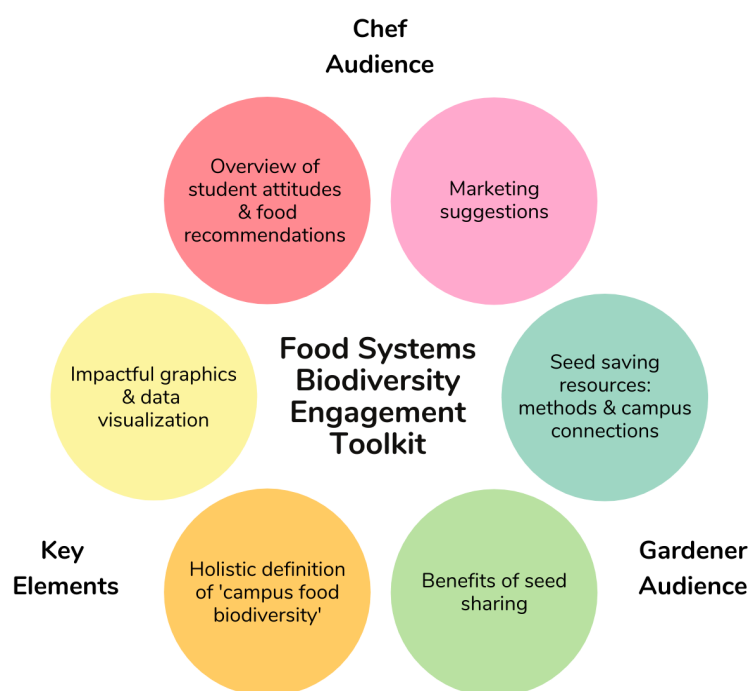 Chef
Audience
Overview of
student attitudes
& food
recommendations
Marketing
suggestions
Impactful graphics
& data
visualization
Food Systems
Biodiversity
Engagement
Toolkit
Seed saving
resources:
methods & campus
connections
Key
Elements
Holistic definition
of 'campus food
biodiversity'
Benefits of seed
sharing
Gardener
Audience